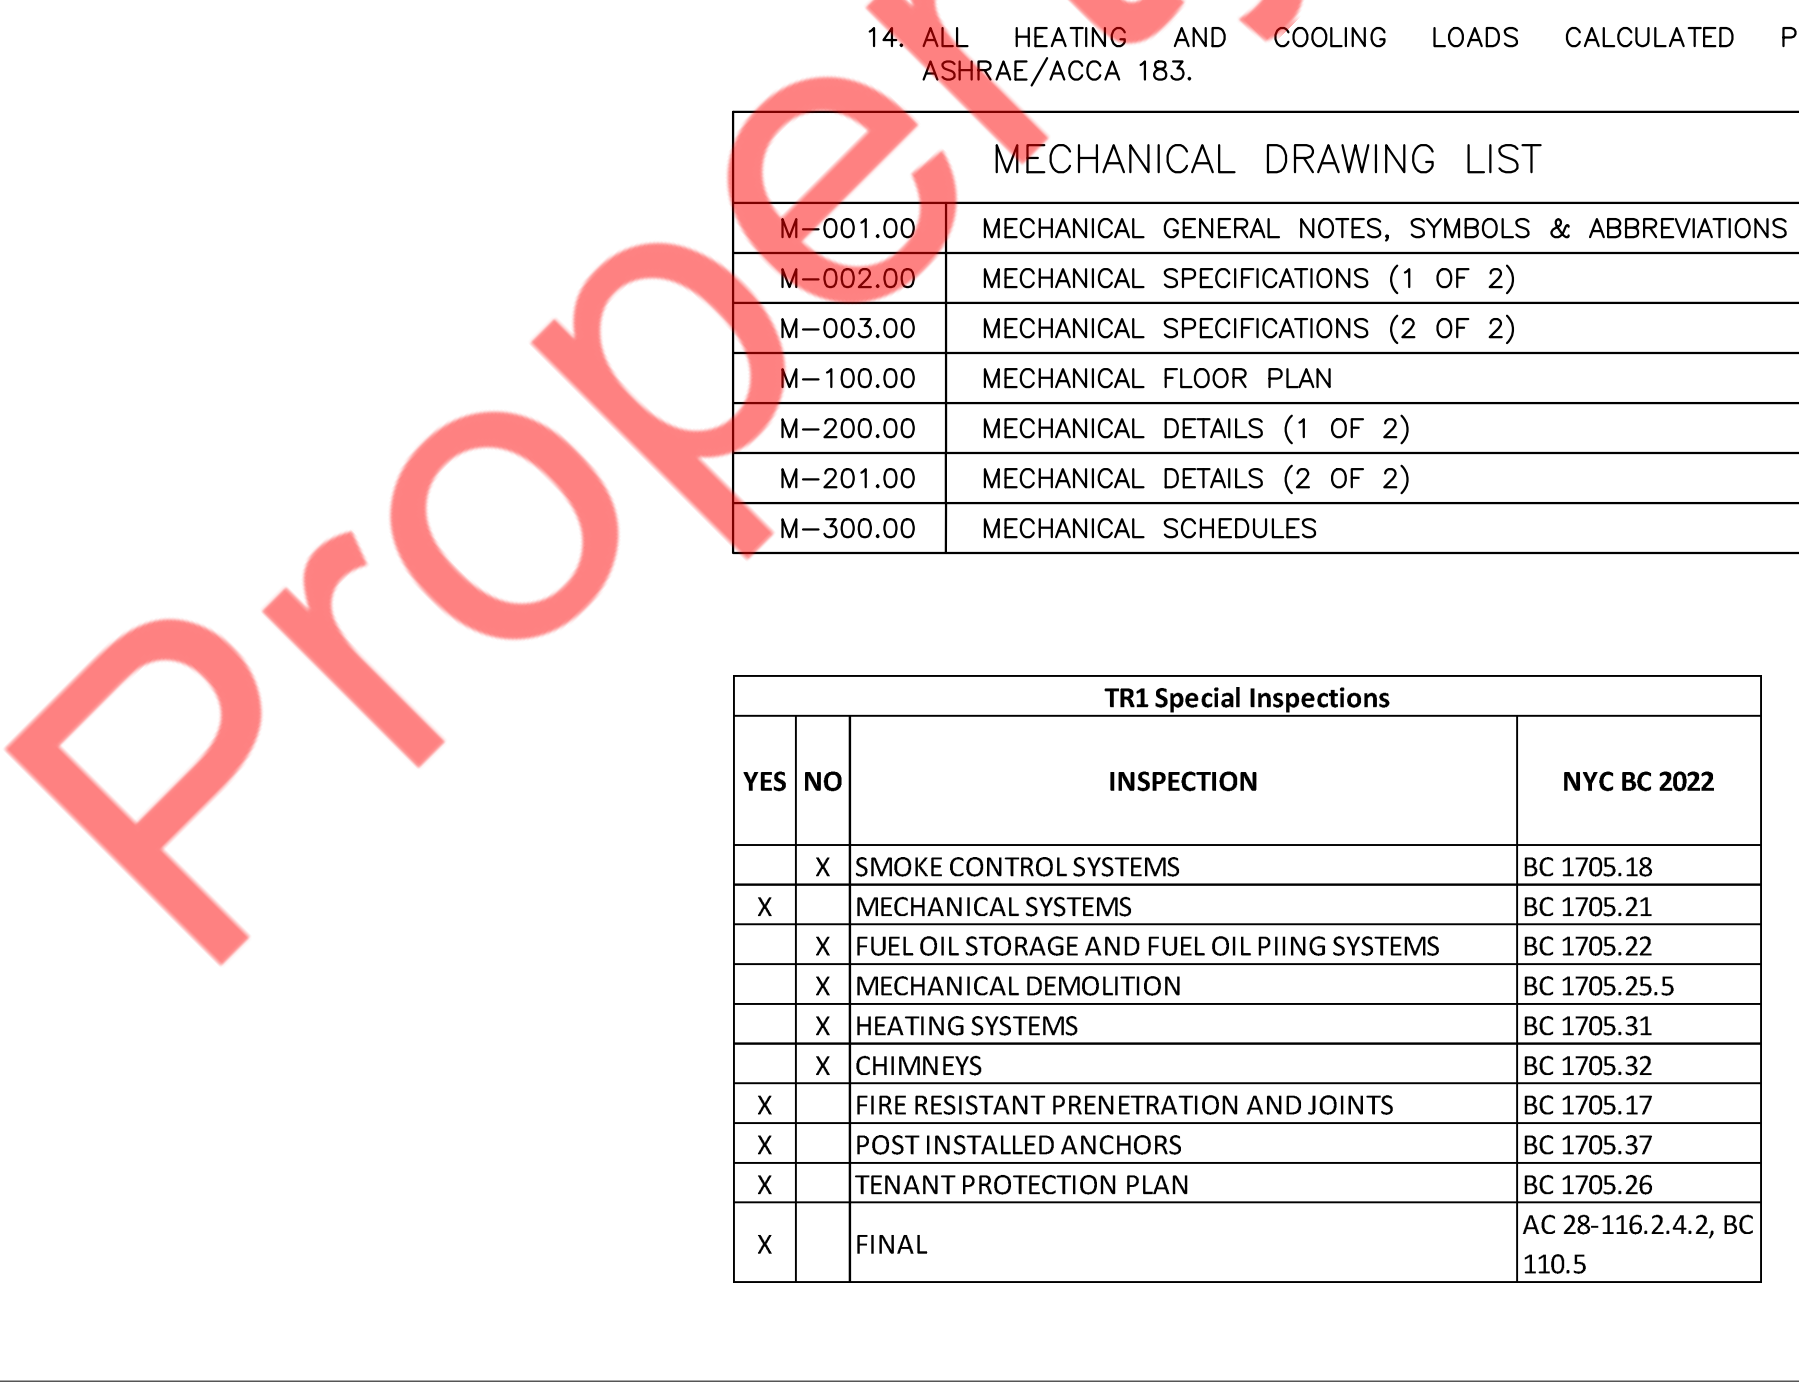 14. ALL HEATING AND COOLING LOADS CALCULATED P
ASHRAE/ACCA 183.
MECHANICAL DRAWING LIST
M-001.00 MECHANICAL GENERAL NOTES, SYMBOLS & ABBREVIATIONS
M-002.00 MECHANICAL SPECIFICATIONS (1 OF 2)
M-003.00 MECHANICAL SPECIFICATIONS (2 OF 2)
M-100.00 MECHANICAL FLOOR PLAN
M-200.00 MECHANICAL DETAILS (1 OF 2)
M-201.00 MECHANICAL DETAILS (2 OF 2)
M-300.00 MECHANICAL SCHEDULES
Proper
TR1 Special Inspections
YES NO INSPECTION NYC BC 2022
X SMOKE CONTROL SYSTEMS BC 1705.18
X MECHANICAL SYSTEMS BC 1705.21
X FUEL OIL STORAGE AND FUEL OIL PIING SYSTEMS BC 1705.22
X MECHANICAL DEMOLITION BC 1705.25.5
X HEATING SYSTEMS BC 1705.31
X CHIMNEYS BC 1705.32
X FIRE RESISTANT PRENETRATION AND JOINTS BC 1705.17
X POST INSTALLED ANCHORS BC 1705.37
X TENANT PROTECTION PLAN BC 1705.26
X FINAL AC 28-116.2.4.2, BC
110.5